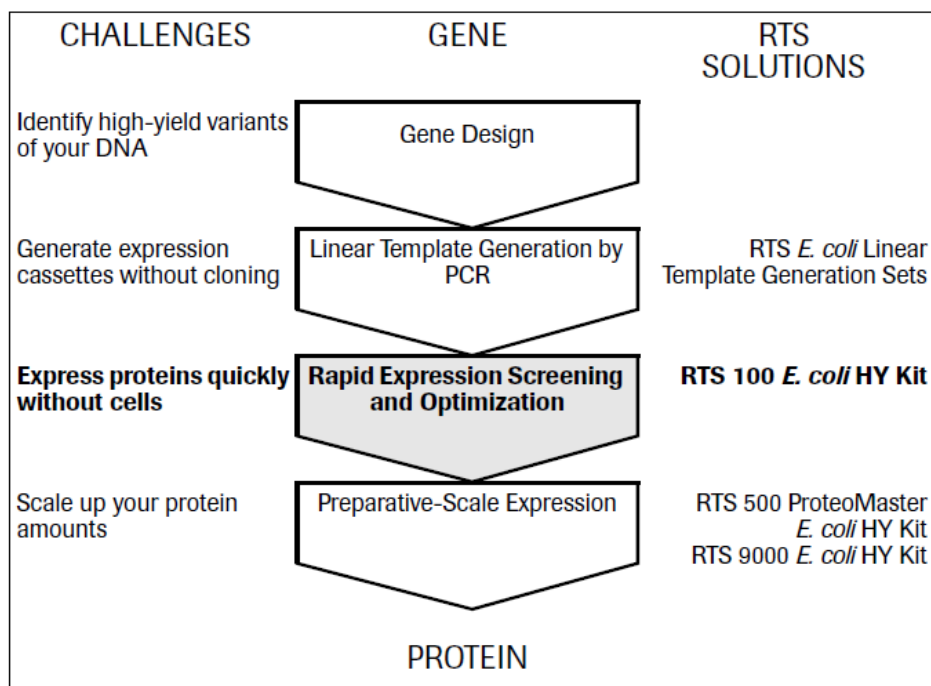 CHALLENGES
GENE
RTS
SOLUTIONS
Identify high-yield variants
of your DNA
Gene Design
Generate expression
cassettes without cloning
Linear Template Generation by
PCR
RTS E. coli Linear
Template Generation Sets
Express proteins quickly
without cells
Rapid Expression Screening
and Optimization
RTS 100 E. coli HY Kit
Scale up your protein
amounts
Preparative-Scale Expression
RTS 500 ProteoMaster
E. coli HY Kit
RTS 9000 E. coli HY Kit
PROTEIN